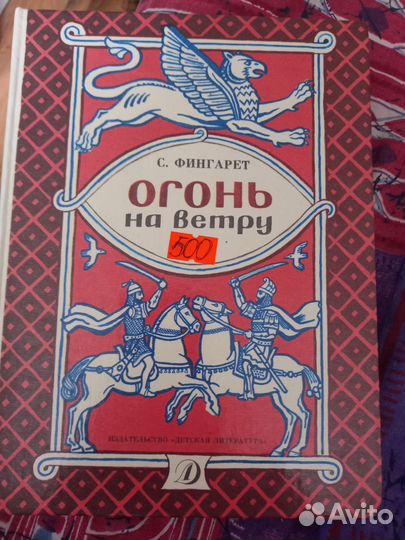 С. ФИНГАРЕТ
ОГОНЬ
на ветру
500
ИЗДАТЕЛЬСТВО «ДЕТСКАЯ ЛИТЕРАТУРА»
Д
Avito